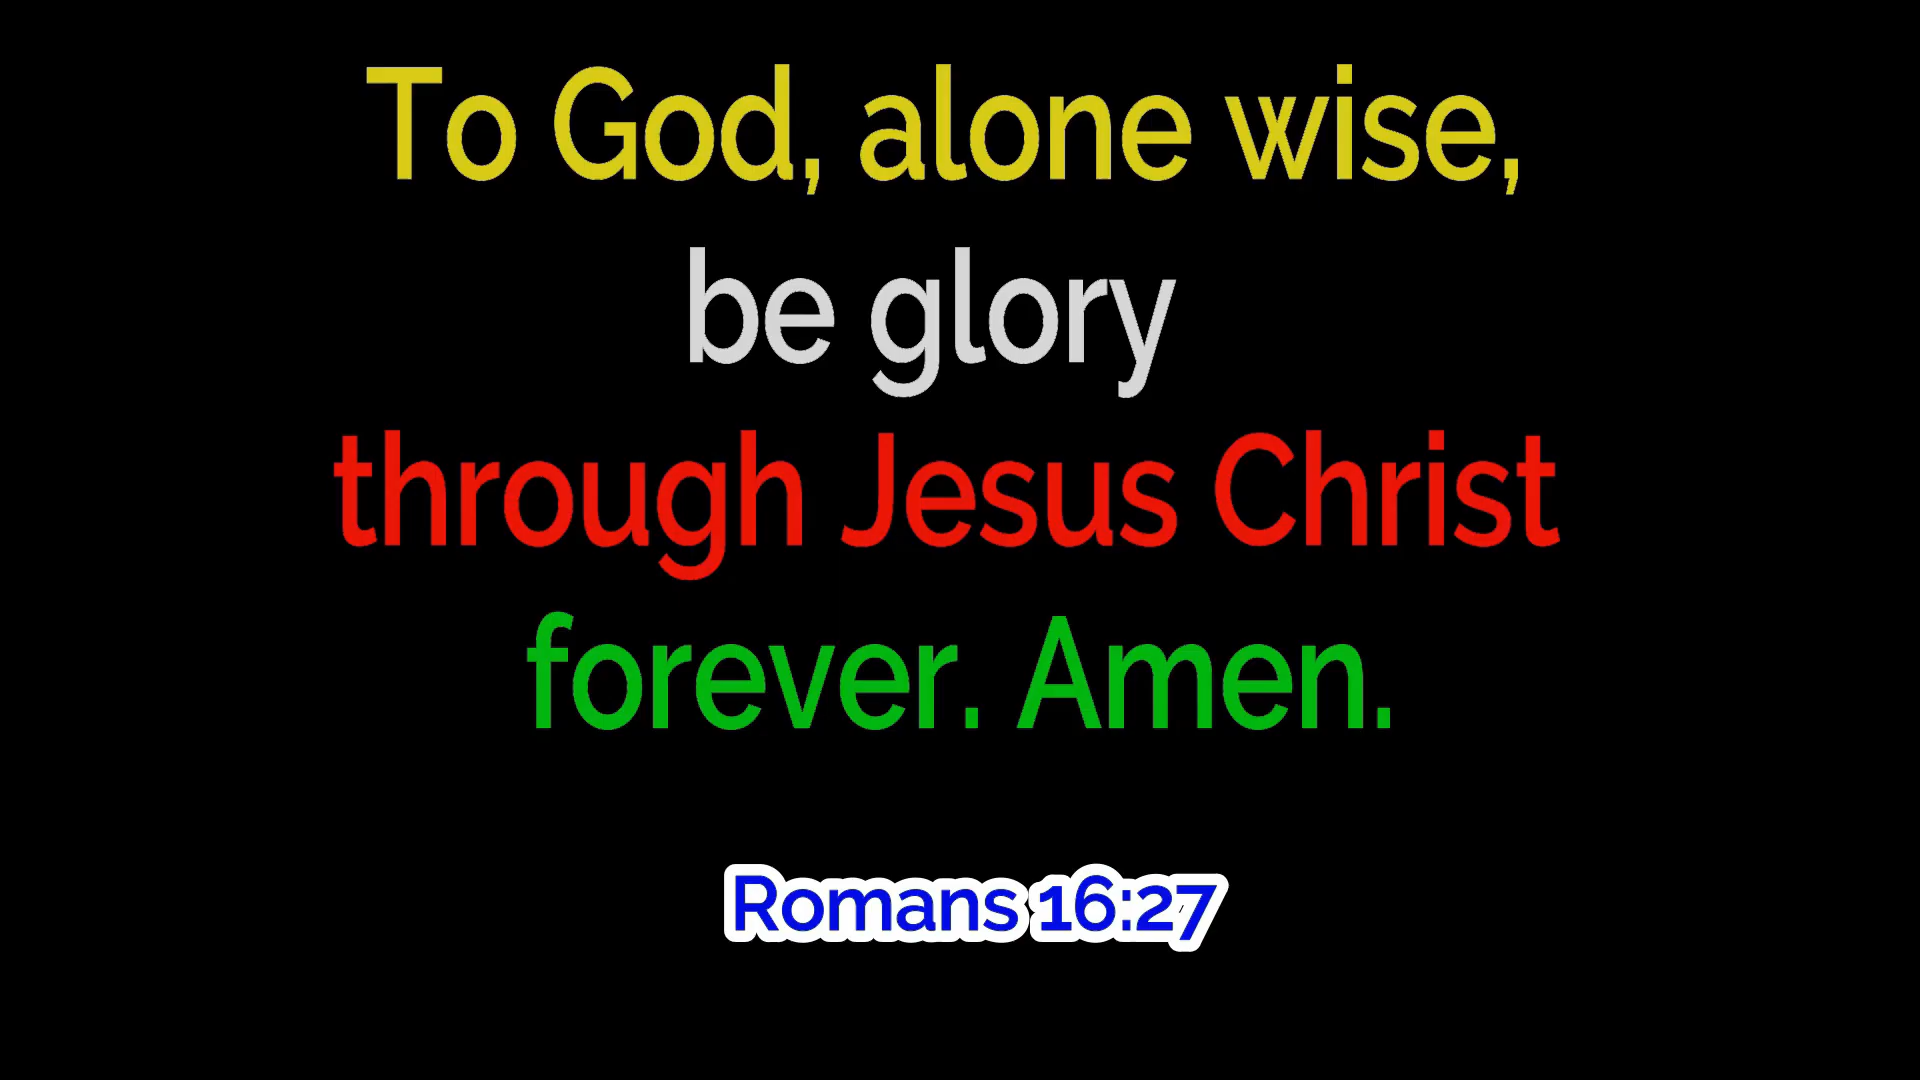 To God, alone wise,
be glory
through Jesus Christ
forever. Amen.
Romans 16:27